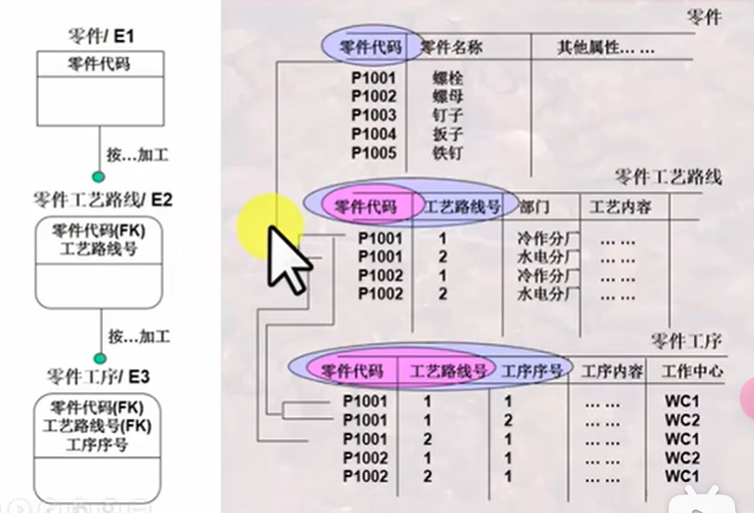 零件/ E1
零件代码
按…加工
零件工艺路线/ E2
零件代码(FK)
工艺路线号
按…加工
零件工序/ E3
零件代码(FK)
工艺路线号(FK)
工序序号
零件
零件代码 零件名称 其他属性… …
P1001 螺栓
P1002 螺母
P1003 钉子
P1004 扳子
P1005 铁钉
零件工艺路线
零件代码 工艺路线号 部门 工艺内容
P1001 1 冷作分厂 … …
P1001 2 水电分厂 … …
P1002 1 冷作分厂 … …
P1002 2 水电分厂 … …
零件工序
零件代码 工艺路线号 工序序号 工序内容 工作中心
P1001 1 1 … … WC1
P1001 1 2 … … WC2
P1001 2 1 … … WC1
P1002 1 1 … … WC2
P1002 2 1 … … WC1